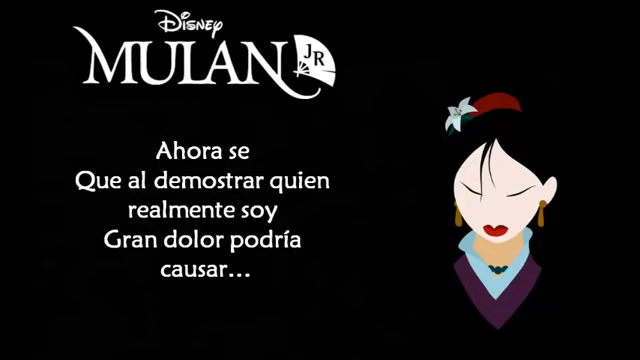 Disney
MULAN JR
Ahora se
Que al demostrar quien
realmente soy
Gran dolor podría
causar...